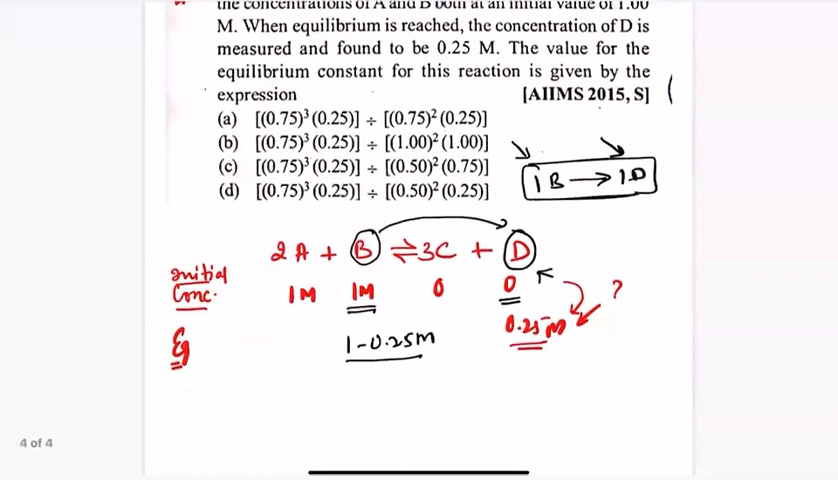 the concentrations of A and B both at an initial value of 1.00
M. When equilibrium is reached, the concentration of D is
measured and found to be 0.25 M. The value for the
equilibrium constant for this reaction is given by the
expression [AIIMS 2015, S]
(a) [(0.75)³ (0.25)] ÷ [(0.75)² (0.25)]
(b) [(0.75)³ (0.25)] ÷ [(1.00)² (1.00)]
(c) [(0.75)³ (0.25)] ÷ [(0.50)² (0.75)]
(d) [(0.75)³ (0.25)] ÷ [(0.50)² (0.25)]
1B → 1D
2A + B ⇌ 3C + D
Initial
Conc. 1M 1M 0 0 ?
0.25 M
Eq 1-0.25M
4 of 4